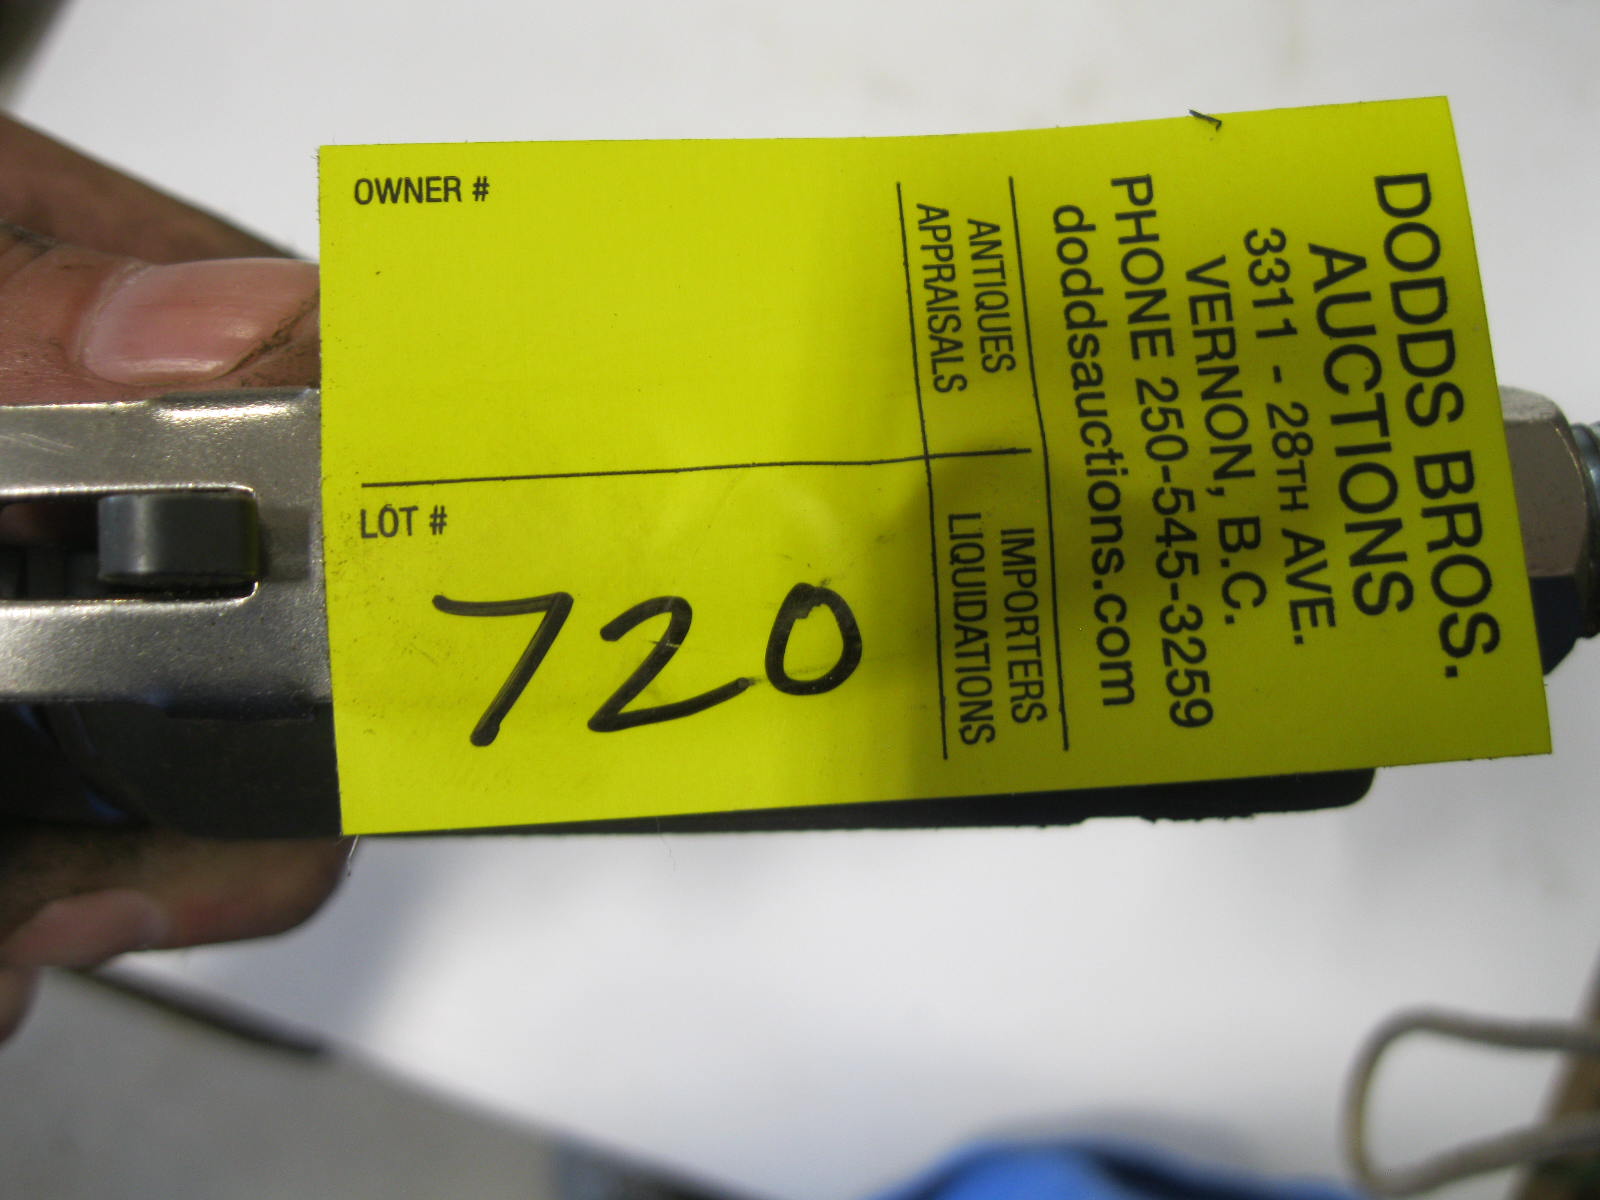 DODDS BROS.
AUCTIONS
3311 - 28TH AVE.
VERNON, B.C.
PHONE 250-545-3259
doddsauctions.com
ANTIQUES IMPORTERS
APPRAISALS LIQUIDATIONS
OWNER #
LOT #
720